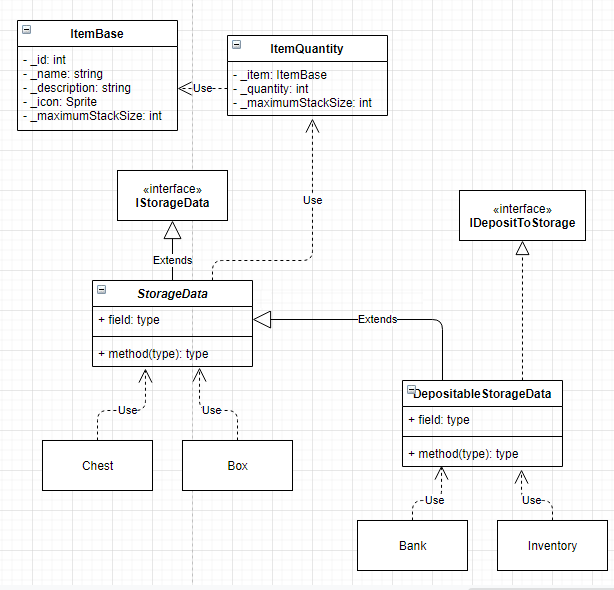 ItemBase
- _id: int
- _name: string
- _description: string
- _icon: Sprite
- _maximumStackSize: int
Use
ItemQuantity
- _item: ItemBase
- _quantity: int
- _maximumStackSize: int
Use
«interface»
IStorageData
Extends
«interface»
IDepositToStorage
StorageData
+ field: type
+ method(type): type
Extends
DepositableStorageData
+ field: type
+ method(type): type
Use
Use
Chest
Box
Use
Use
Bank
Inventory